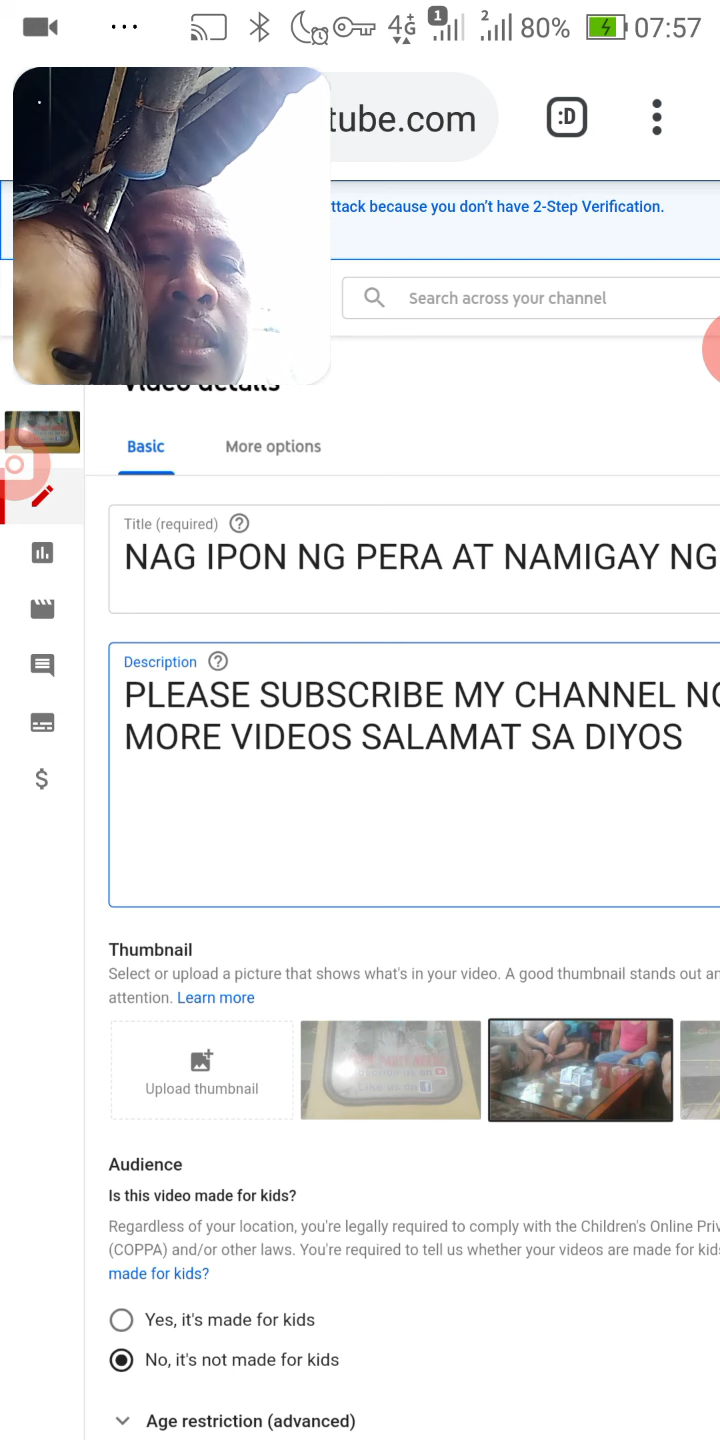 4G 1 2 80% 07:57
tube.com :D
ttack because you don't have 2-Step Verification.
Search across your channel
Video details
Basic More options
Title (required) ?
NAG IPON NG PERA AT NAMIGAY NG
Description ?
PLEASE SUBSCRIBE MY CHANNEL
MORE VIDEOS SALAMAT SA DIYOS
Thumbnail
Select or upload a picture that shows what's in your video. A good thumbnail stands out
attention. Learn more
Upload thumbnail
Audience
Is this video made for kids?
Regardless of your location, you're legally required to comply with the Children's Online
(COPPA) and/or other laws. You're required to tell us whether your videos are made for
made for kids?
Yes, it's made for kids
No, it's not made for kids
Age restriction (advanced)